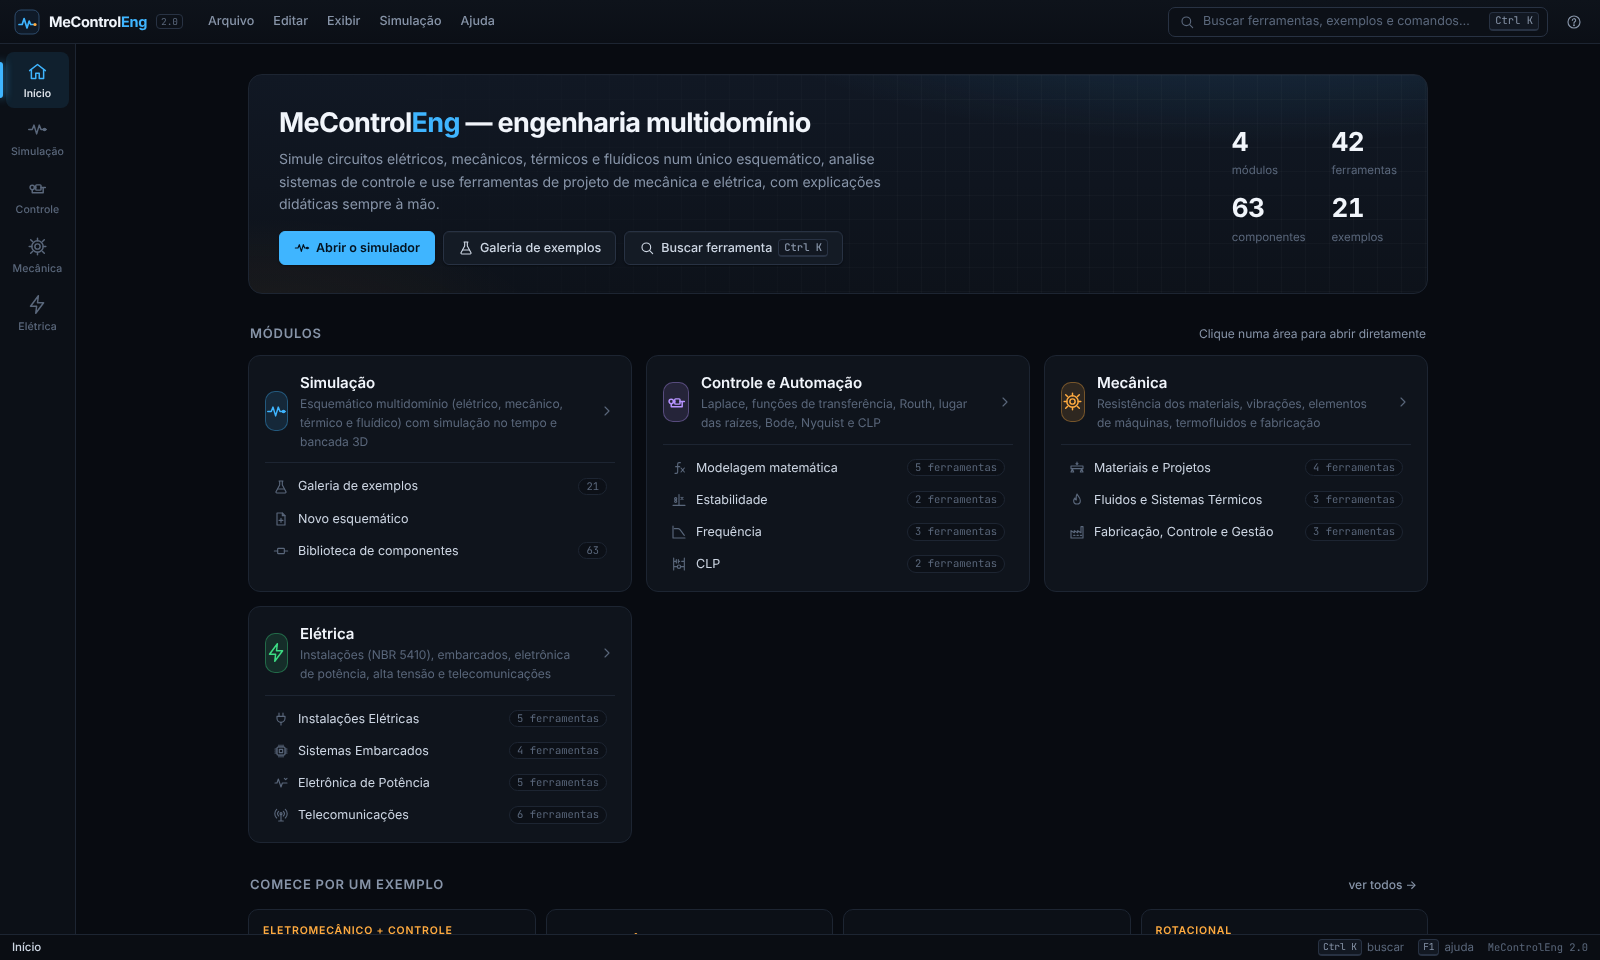 MeControlEng 2.0 Arquivo Editar Exibir Simulação Ajuda Buscar ferramentas, exemplos e comandos... Ctrl K
Início
Simulação
Controle
Mecânica
Elétrica
MeControlEng — engenharia multidomínio
Simule circuitos elétricos, mecânicos, térmicos e fluídicos num único esquemático, analise
sistemas de controle e use ferramentas de projeto de mecânica e elétrica, com explicações
didáticas sempre à mão.
Abrir o simulador Galeria de exemplos Buscar ferramenta Ctrl K
4 42
módulos ferramentas
63 21
componentes exemplos
MÓDULOS Clique numa área para abrir diretamente
Simulação
Esquemático multidomínio (elétrico, mecânico,
térmico e fluídico) com simulação no tempo e
bancada 3D
Galeria de exemplos 21
Novo esquemático
Biblioteca de componentes 63
Controle e Automação
Laplace, funções de transferência, Routh, lugar
das raízes, Bode, Nyquist e CLP
Modelagem matemática 5 ferramentas
Estabilidade 2 ferramentas
Frequência 3 ferramentas
CLP 2 ferramentas
Mecânica
Resistência dos materiais, vibrações, elementos
de máquinas, termofluidos e fabricação
Materiais e Projetos 4 ferramentas
Fluidos e Sistemas Térmicos 3 ferramentas
Fabricação, Controle e Gestão 3 ferramentas
Elétrica
Instalações (NBR 5410), embarcados, eletrônica
de potência, alta tensão e telecomunicações
Instalações Elétricas 5 ferramentas
Sistemas Embarcados 4 ferramentas
Eletrônica de Potência 5 ferramentas
Telecomunicações 6 ferramentas
COMECE POR UM EXEMPLO ver todos →
ELETROMECÂNICO + CONTROLE
ROTACIONAL
Início Ctrl K buscar F1 ajuda MeControlEng 2.0